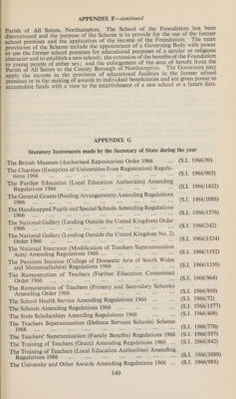 APPENDIX F—continued
Parish of All Saints, Northampton. The School of the Foundation has been
discontinued and the purpose of the Scheme is to provide for the use of the former
school premises and the application of the income of the Foundation. The main
provisions of the Scheme include the appointment of a Governing Body with power
to use the former school premises for educational purposes of a secular or religious
character and to establish a new school; the extension of the benefits of the Foundation
to young people of either sex; and the enlargement of the area of benefit from the
Parish of All Saints to the County Borough of Northampton. The Governors may
apply the income in the provision of educational facilities in the former school
premises or in the making of awards to individual beneficiaries and are given power to
accumulate funds with a view to the establishment of a new school at a future date.
APPENDIX G
Statutory Instruments made by the Secretary of State during the year
The British Museum (Authorised Repositories) Order 1966 ... (S.I. 1966/99)
The Charities (Exception of Universities from Registration) Regula-
tions 1966 ... (S.I. 1966/965)
The Further Education (Local Education Authorities) Amending
Regulations 1966 ... (S.I. 1966/1432)
The General Grants (Pooling Arrangements) Amending Regulations
1966 ... (S.I. 1966/1080)
The Handicapped Pupils and Special Schools Amending Regulations
1966 ... (S.I. 1966/1576)
The National Gallery (Lending Outside the United Kingdom) Order
1966 ... (S.I. 1966/242)
The National Gallery (Lending Outside the United Kingdom No. 2)
Order 1966 ... (S.I. 1966/1524)
The National Insurance (Modification of Teachers Superannuation
Acts) Amending Regulations 1966 ... (S.I. 1966/1192)
The Pensions Increase (College of Domestic Arts of South Wales
and Monmouthshire) Regulations 1966 ... (S.I. 1966/1139)
The Remuneration of Teachers (Further Education Committee)
Order 1966 ... (S.I. 1966/964)
The Remuneration of Teachers (Primary and Secondary Schools)
Amending Order 1966 ... (S.I. 1966/910)
The School Health Service Amending Regulations 1966 ... (S.I. 1966/72)
The Schools Amending Regulations 1966 ... (S.I. 1966/1577)
The State Scholarships Amending Regulations 1966 ... (S.I. 1966/408)
The Teachers Superannuation (Defence Services Schools) Scheme
1966 ... (S.I. 1966/770)
The Teachers' Superannuation (Family Benefits) Regulations 1966 (S.I. 1966/357)
The Training of Teachers (Grant) Amending Regulations 1966 ... (S.I. 1966/842)
The Training of Teachers (Local Education Authorities) Amending
Regulations 1966 ... (S.I. 1966/1089)
The University and Other Awards Amending Regulations 1966 ... (S.I. 1966/985)
149